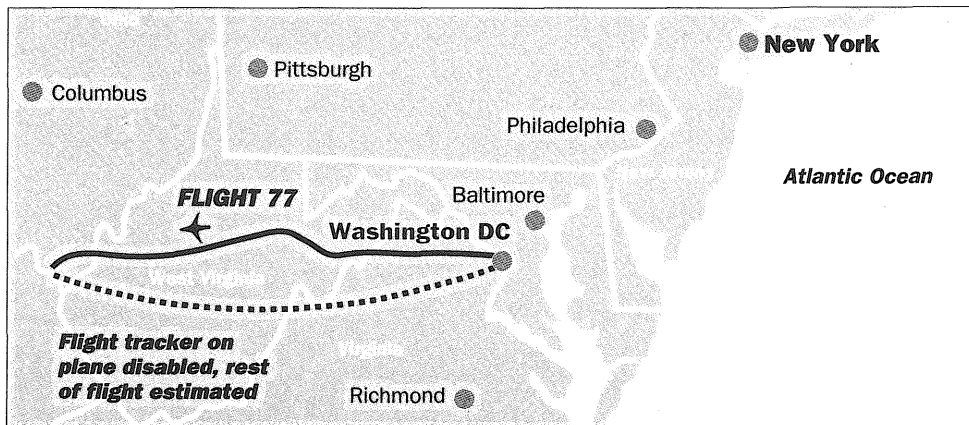 New York
Pittsburgh
Columbus
Philadelphia
Atlantic Ocean
FLIGHT 77
Baltimore
Washington DC
West Virginia
Flight tracker on
plane disabled, rest
of flight estimated
Virginia
Richmond